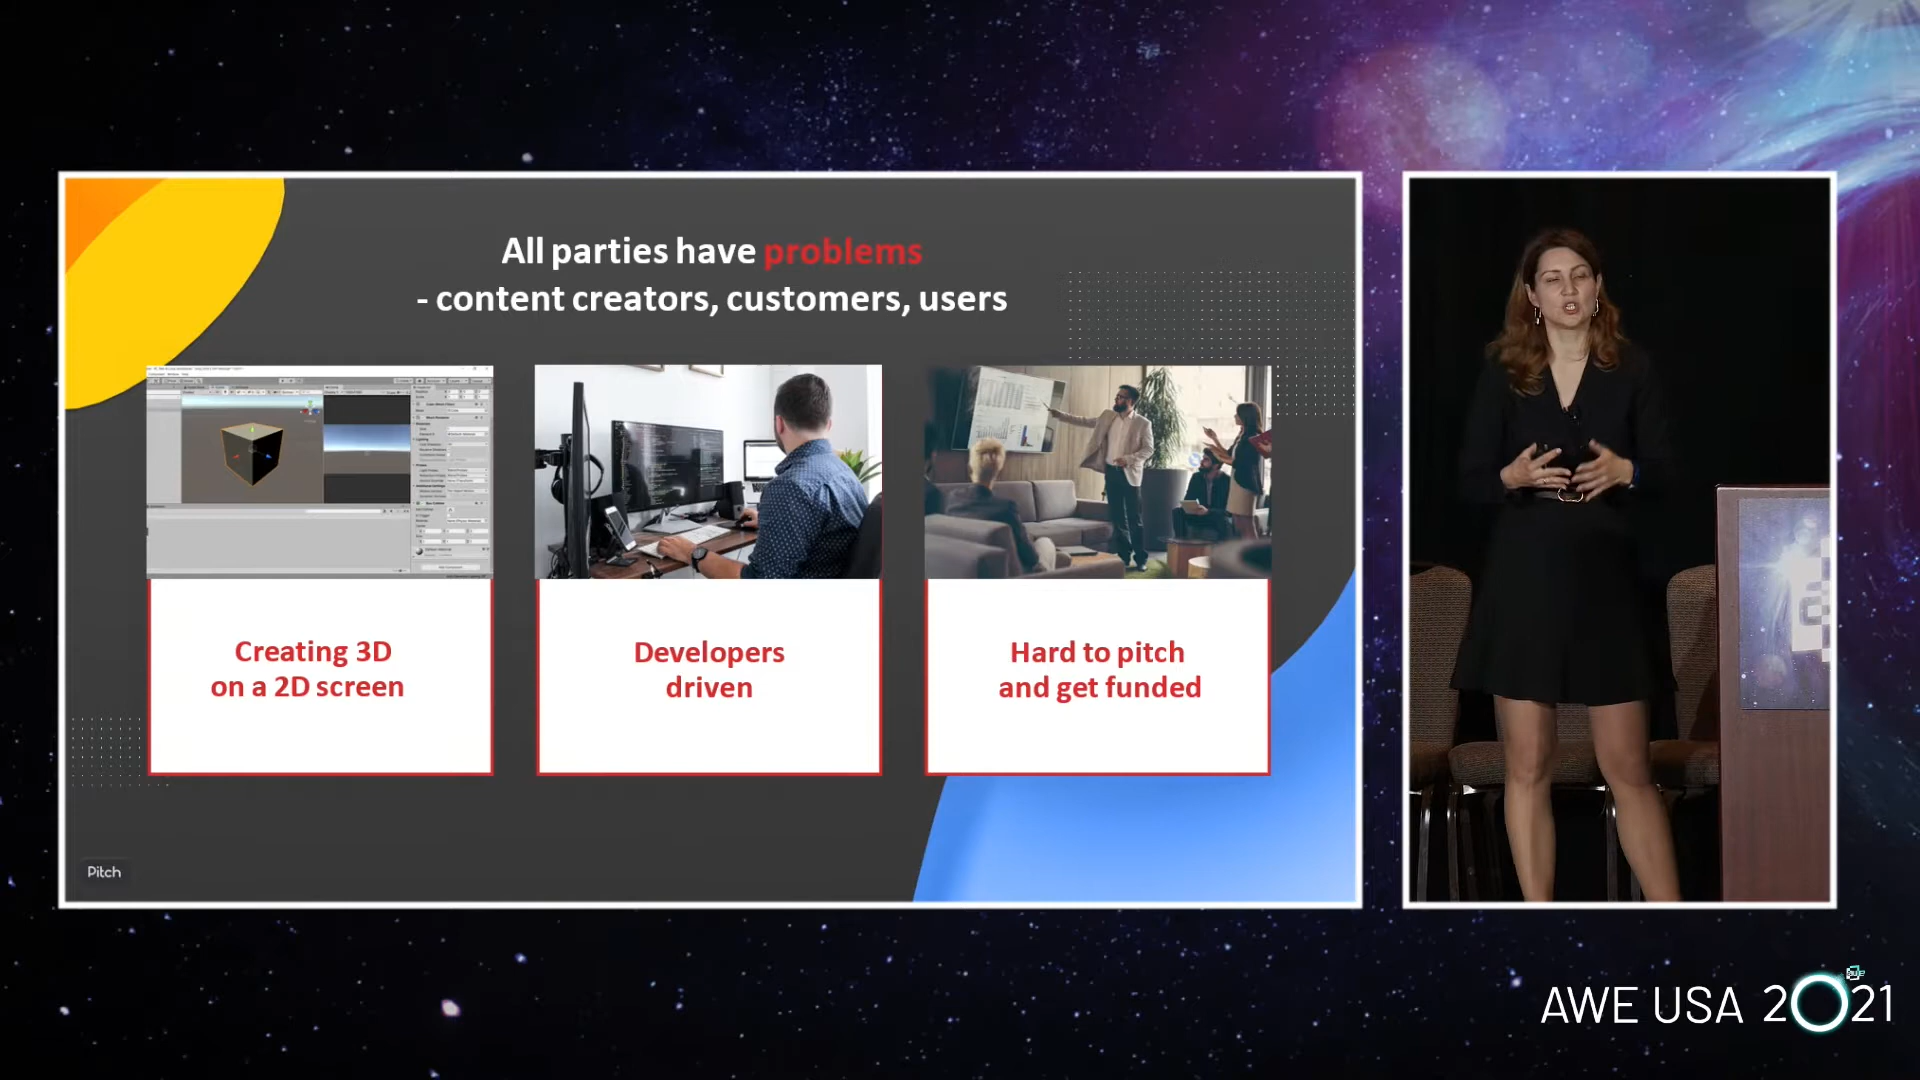 All parties have problems
- content creators, customers, users
Creating 3D
on a 2D screen
Developers
driven
Hard to pitch
and get funded
Pitch
AWE USA 2021